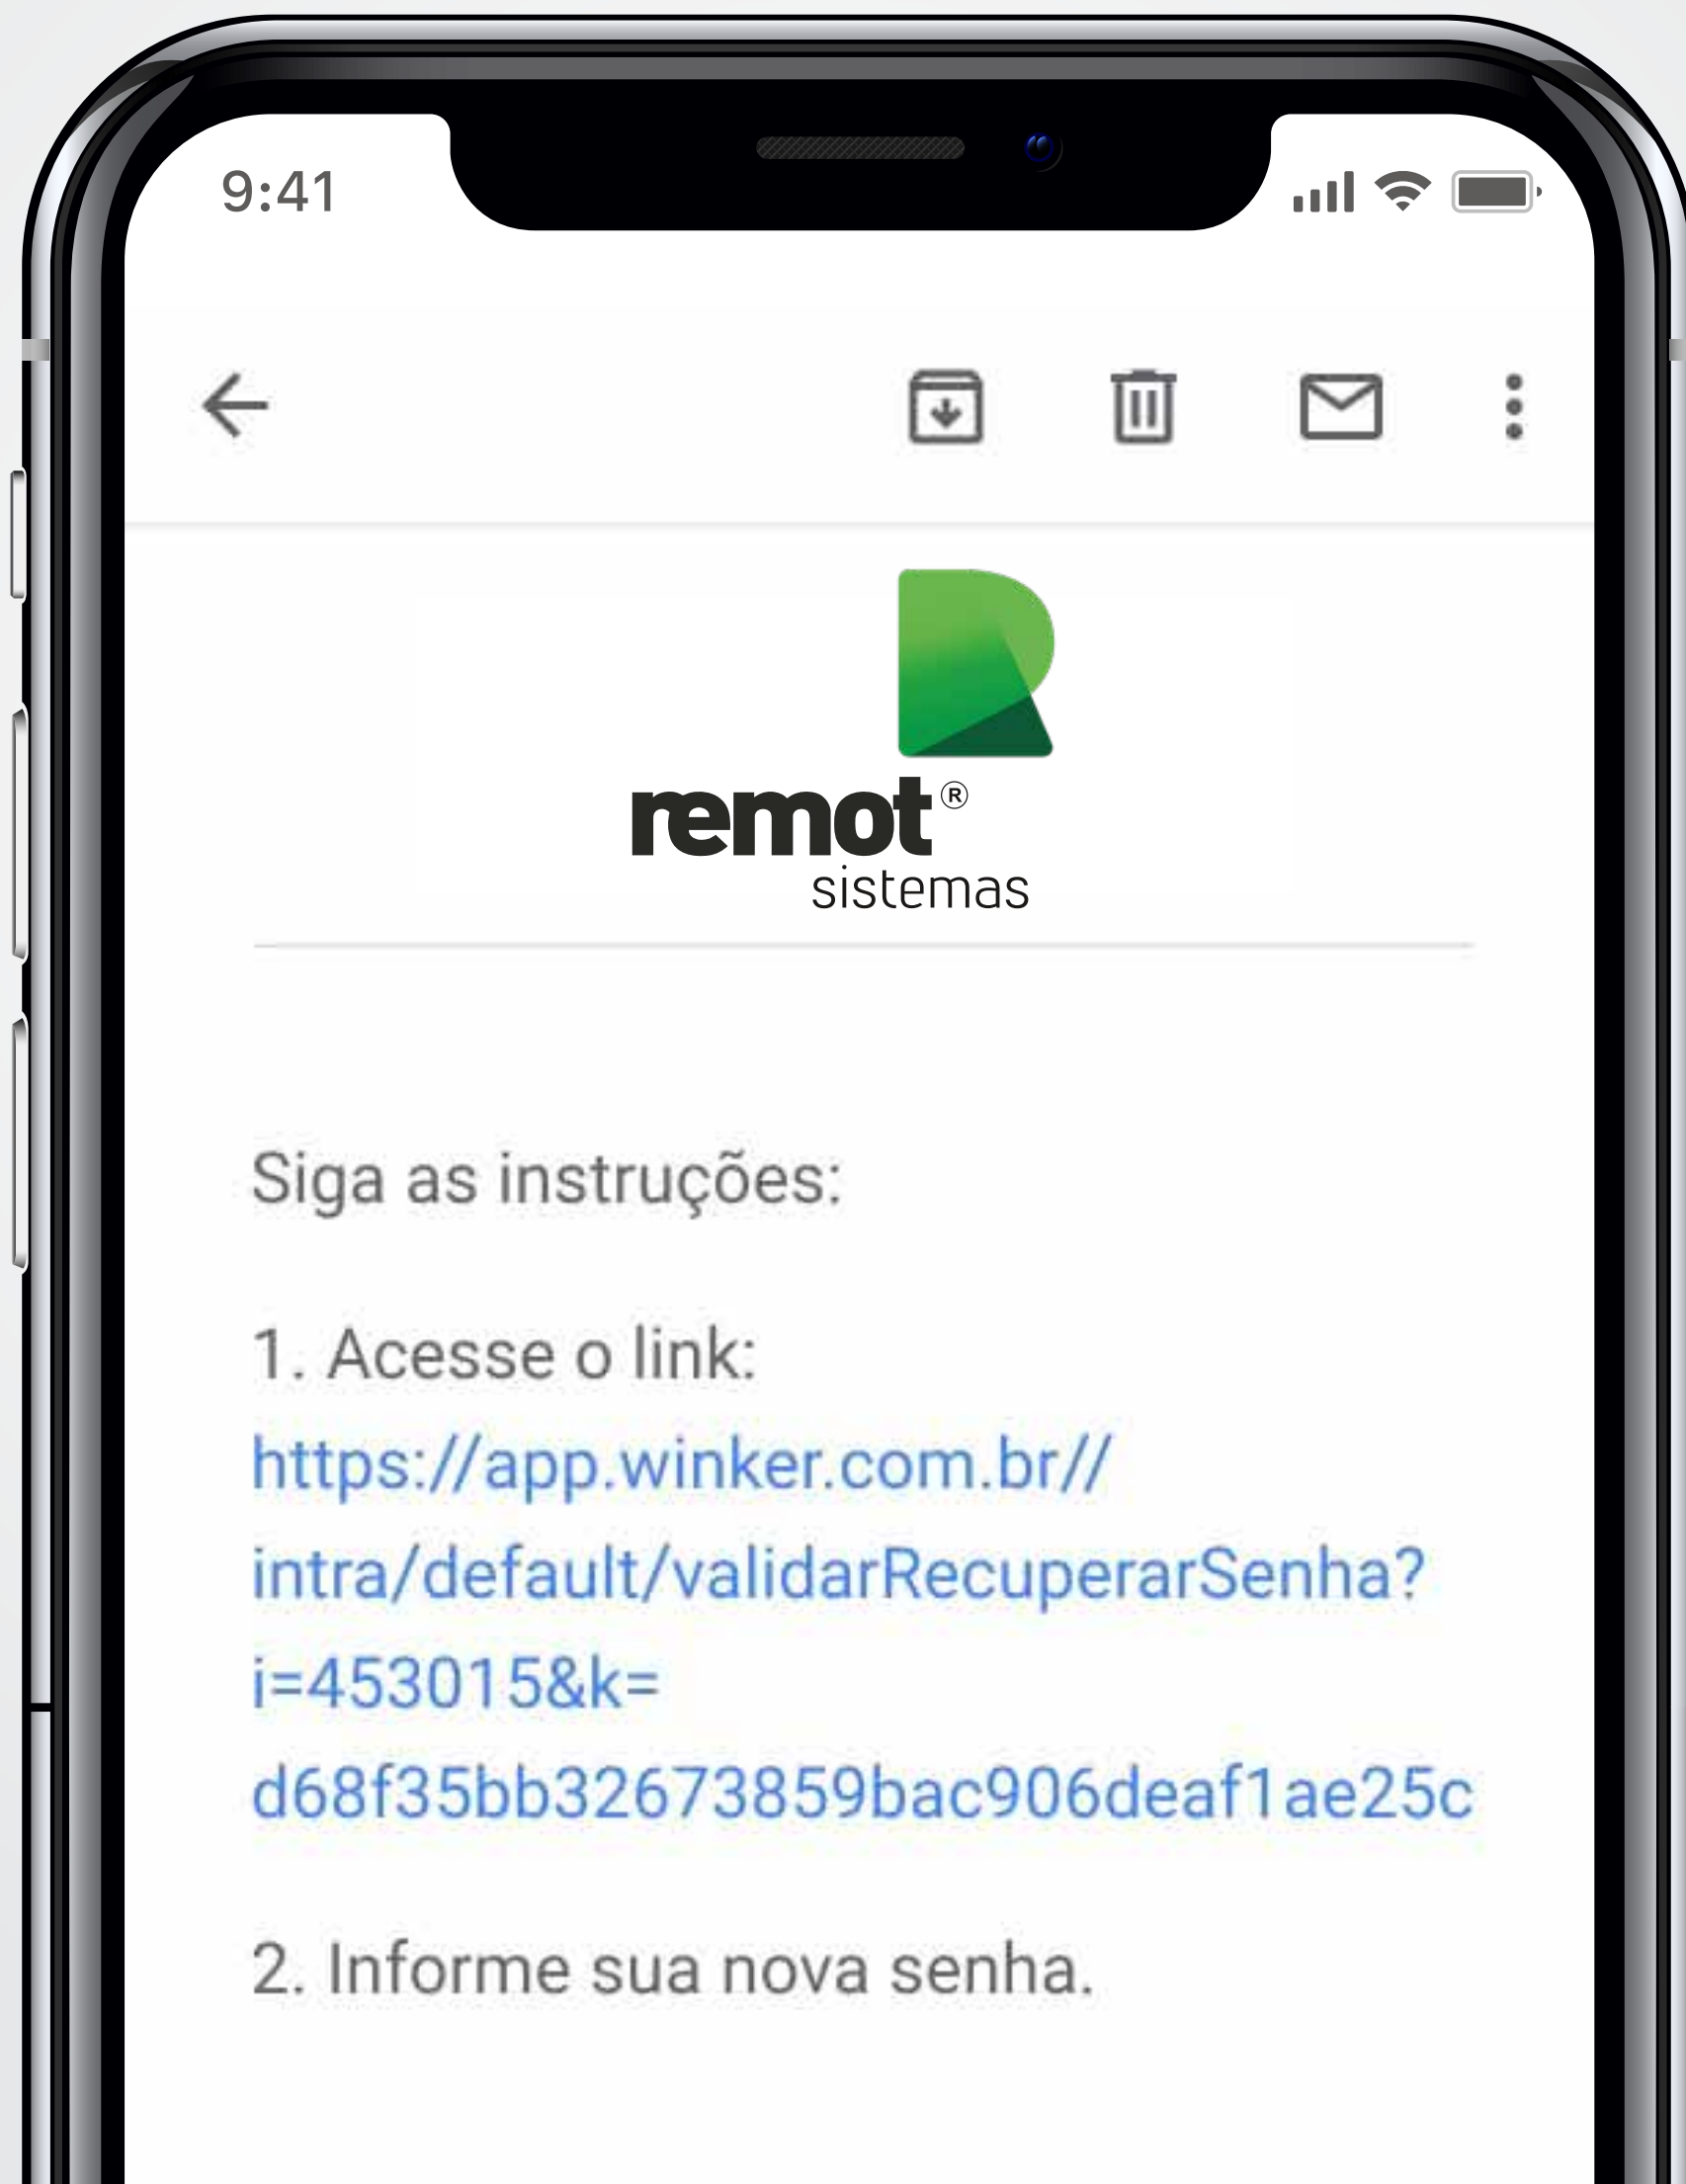 9:41
remot®
sistemas
Siga as instruções:
1. Acesse o link:
https://app.winker.com.br//
intra/default/validarRecuperarSenha?
i=453015&k=
d68f35bb32673859bac906deaf1ae25c
2. Informe sua nova senha.